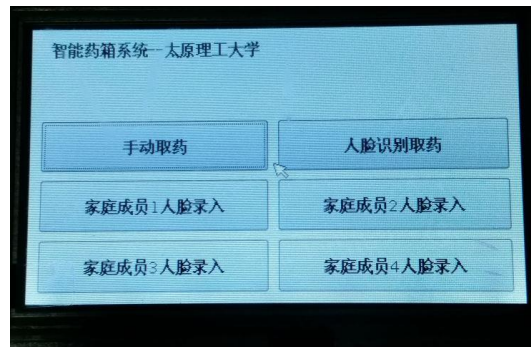 智能药箱系统--太原理工大学
手动取药
人脸识别取药
家庭成员1人脸录入
家庭成员2人脸录入
家庭成员3人脸录入
家庭成员4人脸录入